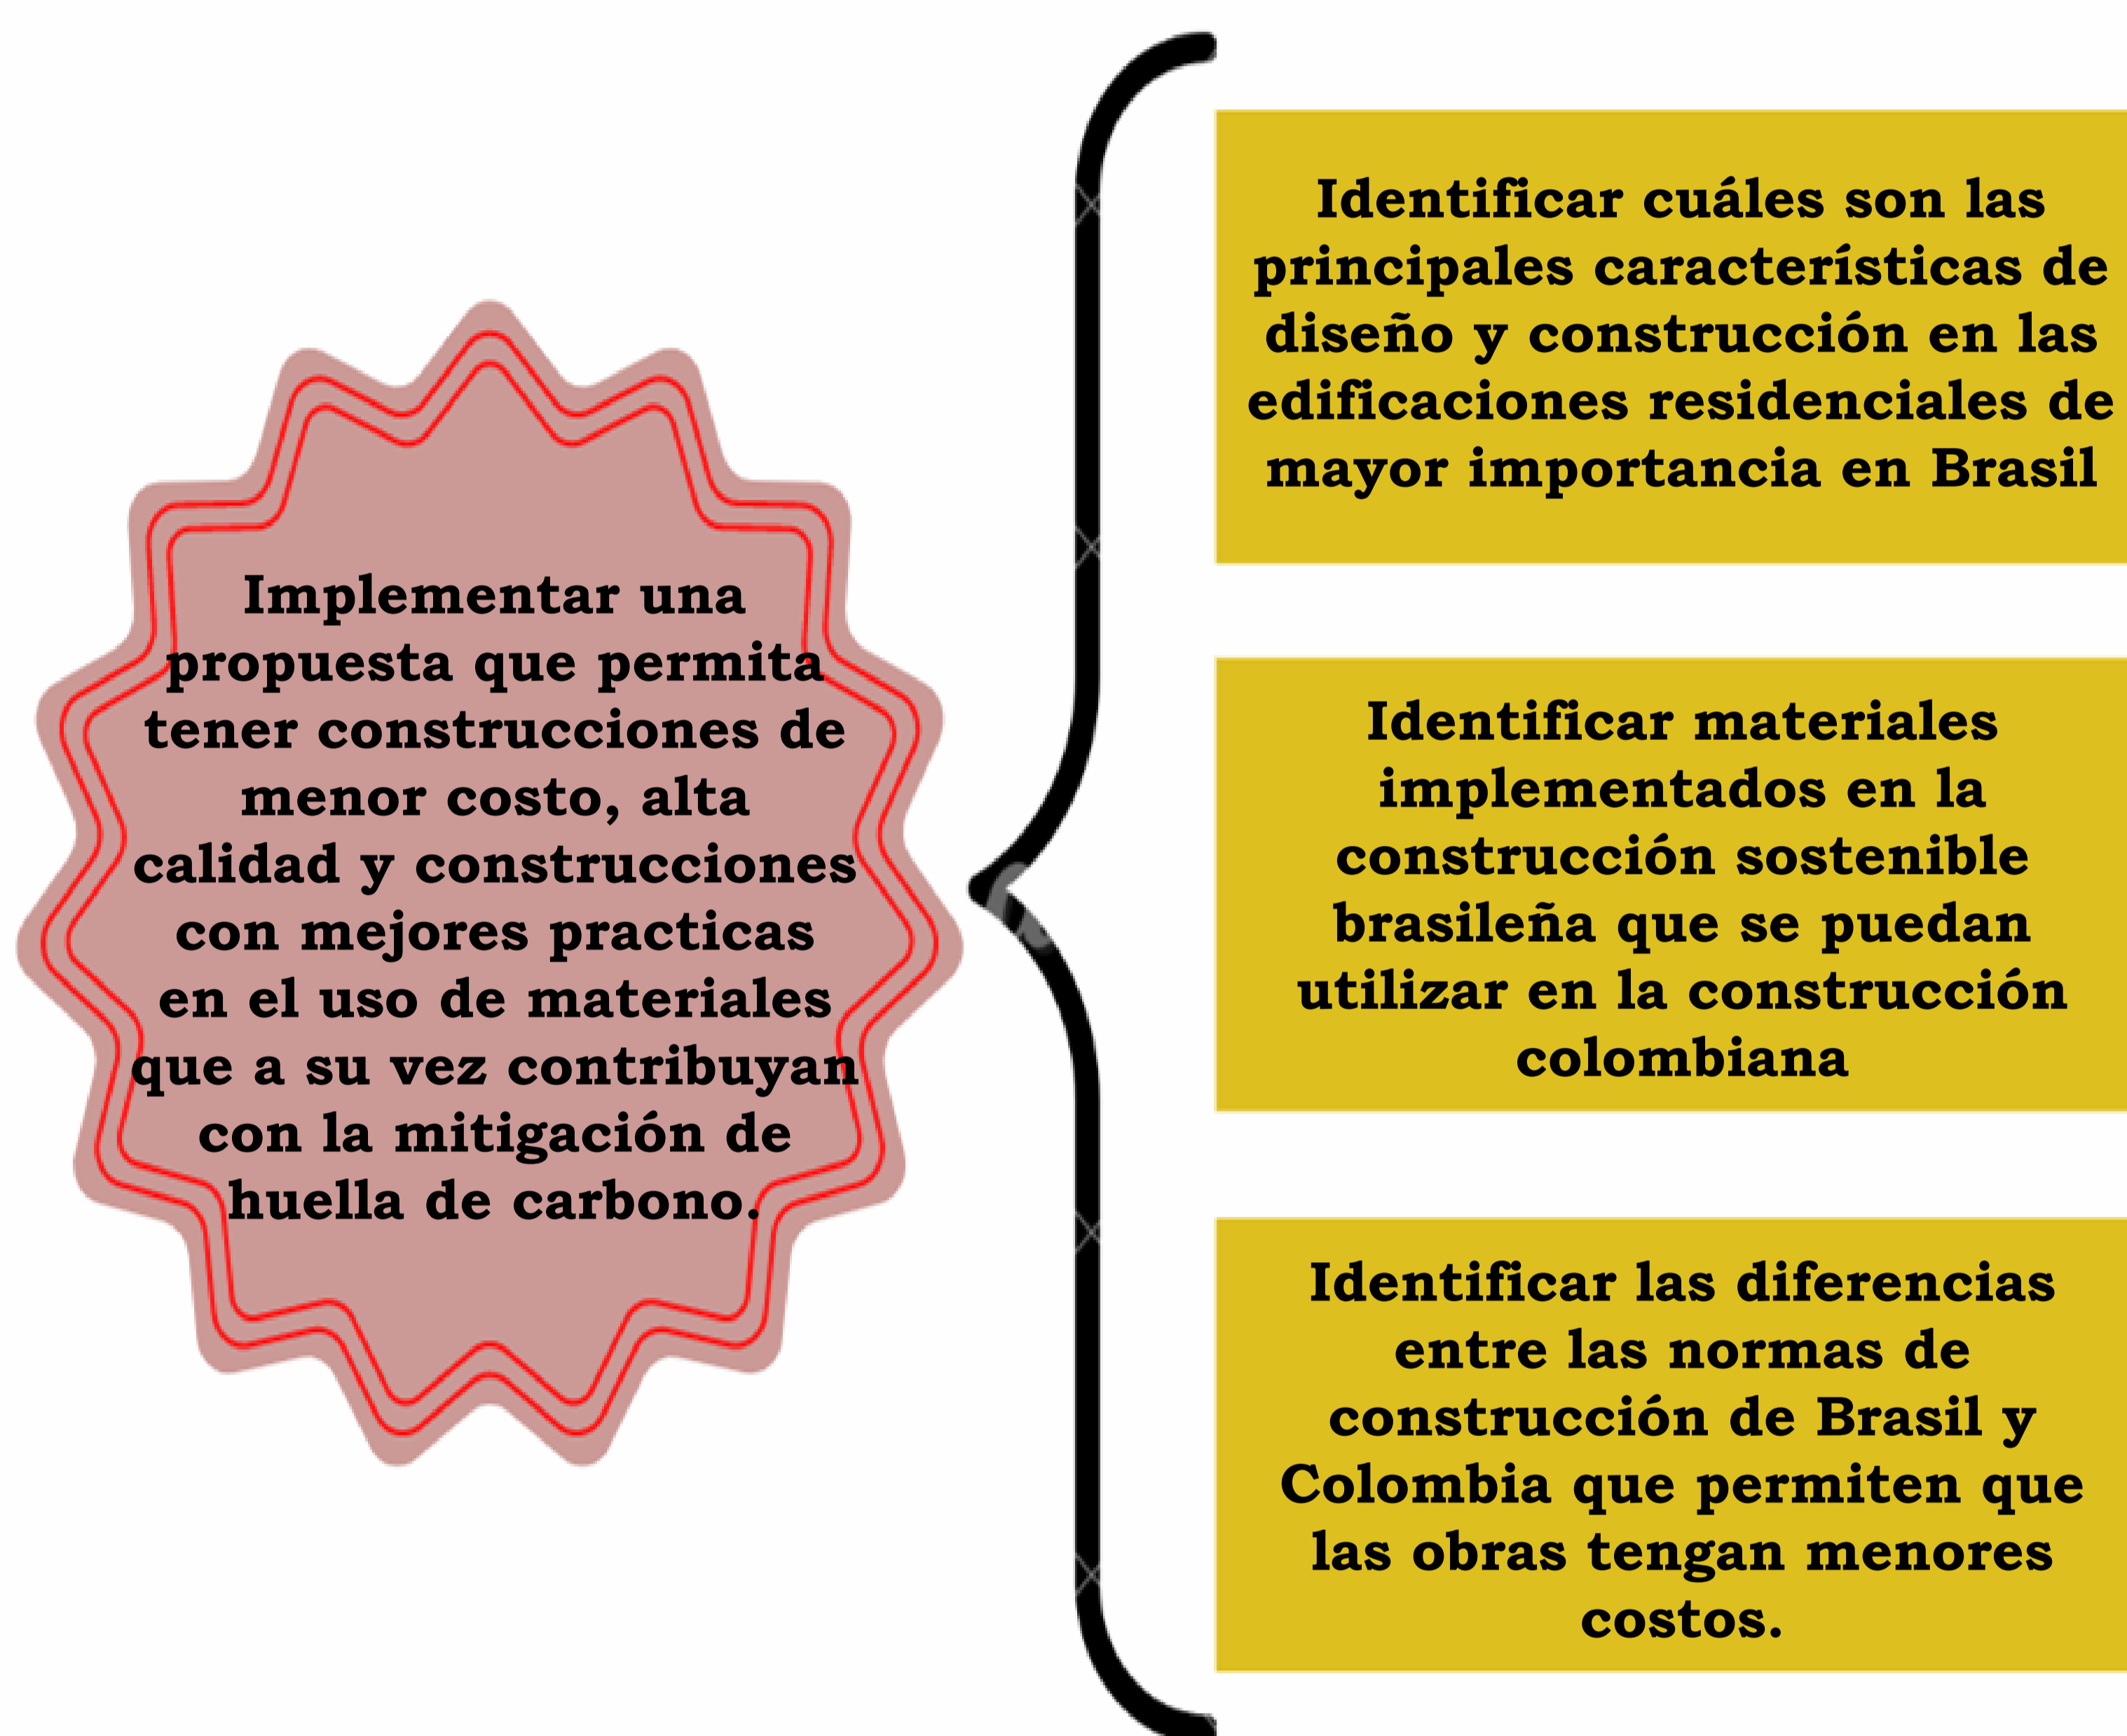 Implementar una
propuesta que permita
tener construcciones de
menor costo, alta
calidad y construcciones
con mejores practicas
en el uso de materiales
que a su vez contribuyan
con la mitigación de
huella de carbono.
Identificar cuáles son las
principales características de
diseño y construcción en las
edificaciones residenciales de
mayor importancia en Brasil
Identificar materiales
implementados en la
construcción sostenible
brasileña que se puedan
utilizar en la construcción
colombiana
Identificar las diferencias
entre las normas de
construcción de Brasil y
Colombia que permiten que
las obras tengan menores
costos.